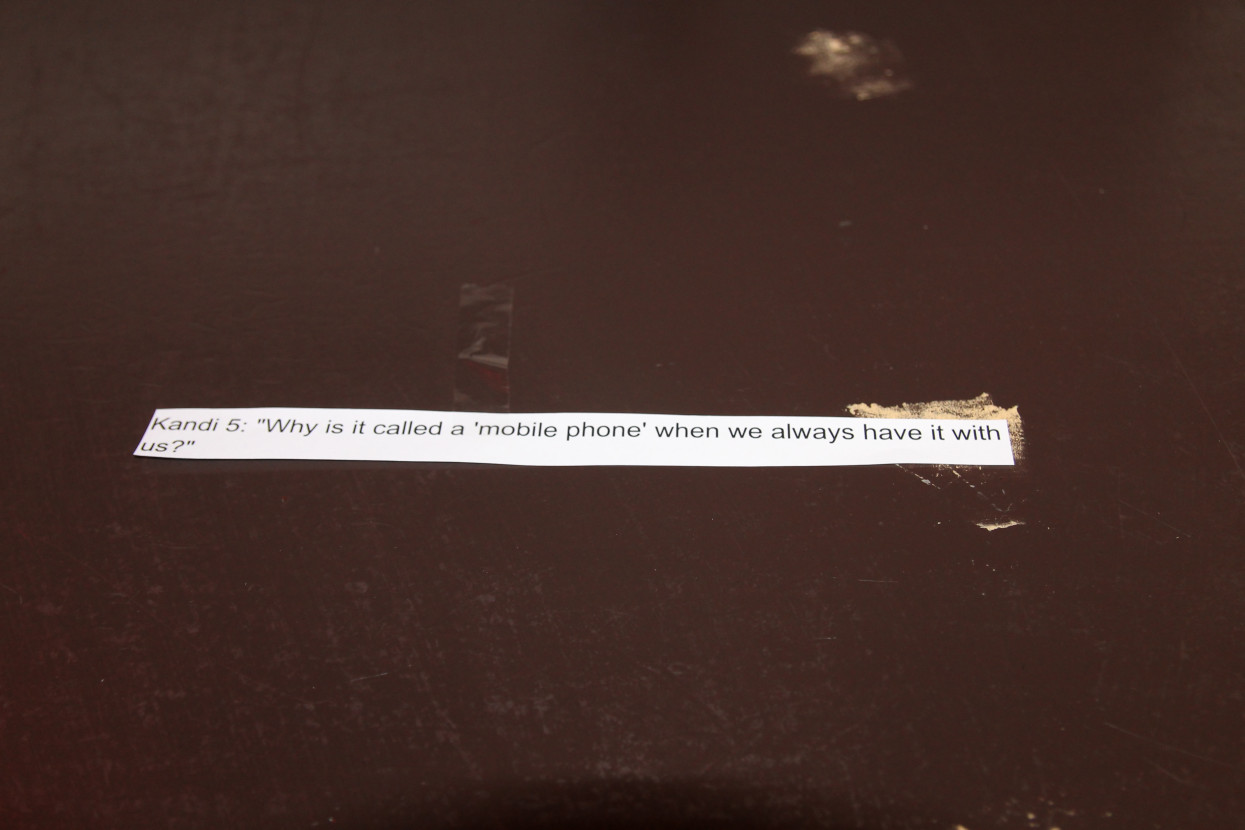 Kandi 5: "Why is it called a 'mobile phone' when we always have it with
us?"